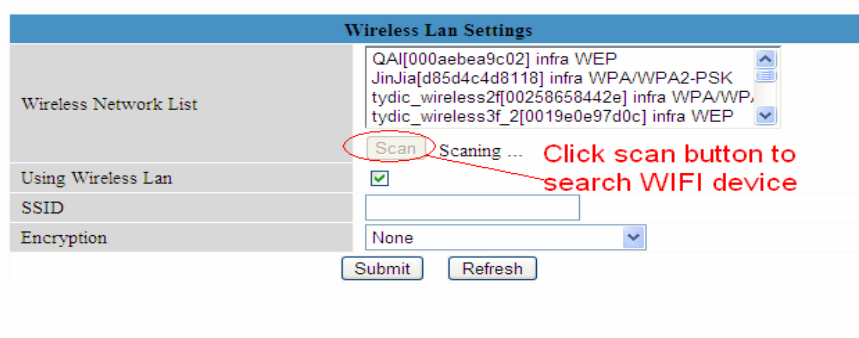 Wireless Lan Settings
Wireless Network List
QAI[000aebea9c02] infra WEP
JinJia[d85d4c4d8118] infra WPA/WPA2-PSK
tydic_wireless2f[00258658442e] infra WPA/WP
tydic_wireless3f_2[0019e0e97d0c] infra WEP
Scan Scaning ...
Click scan button to
search WIFI device
Using Wireless Lan
SSID
Encryption None
Submit Refresh